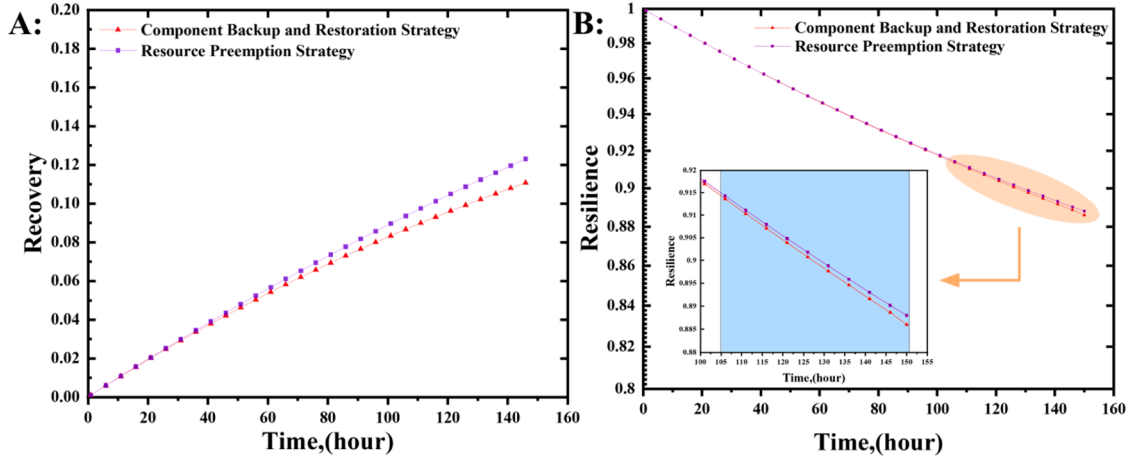 A:
Component Backup and Restoration Strategy
Resource Preemption Strategy
Recovery
0.20
0.18
0.16
0.14
0.12
0.10
0.08
0.06
0.04
0.02
0.00
0 20 40 60 80 100 120 140 160
Time,(hour)
B:
Component Backup and Restoration Strategy
Resource Preemption Strategy
Resilience
1
0.98
0.96
0.94
0.92
0.9
0.88
0.86
0.84
0.82
0.8
0 20 40 60 80 100 120 140 160
Time,(hour)
Resilience
0.92
0.915
0.91
0.905
0.9
0.895
0.89
0.885
0.88
100 105 110 115 120 125 130 135 140 145 150 155
Time,(hour)